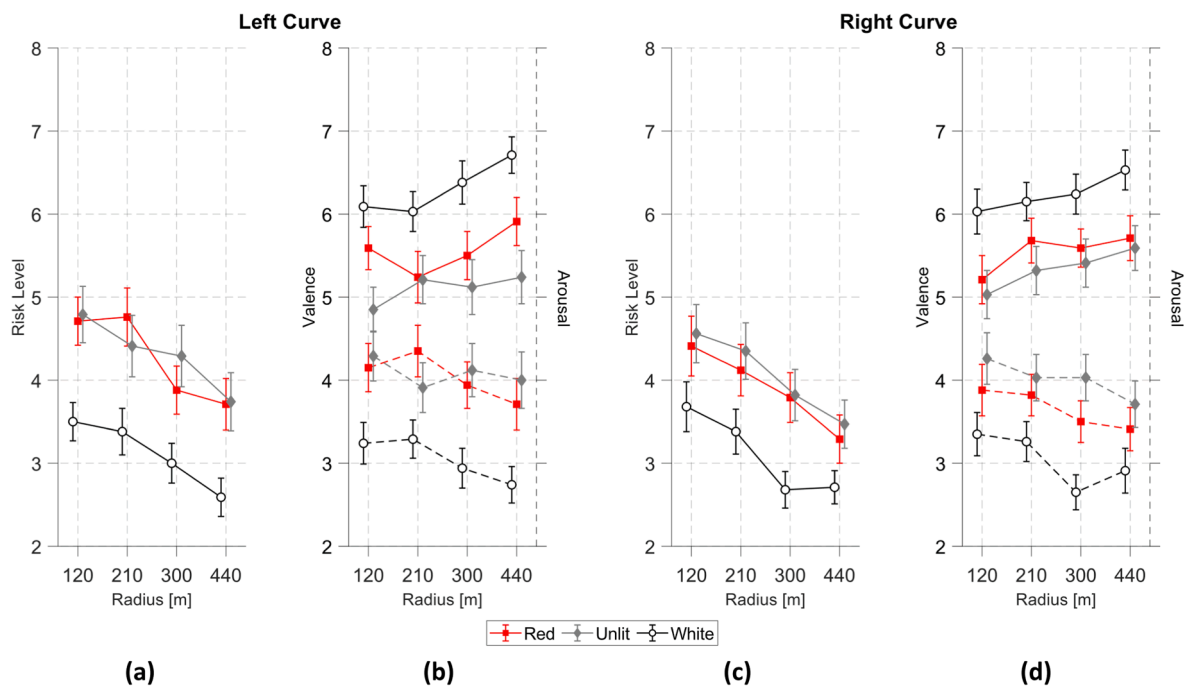 Left Curve
Right Curve
8
7
6
5
4
3
2
Risk Level
120 210 300 440
Radius [m]
8
7
6
5
4
3
2
Valence
Arousal
120 210 300 440
Radius [m]
8
7
6
5
4
3
2
Risk Level
120 210 300 440
Radius [m]
8
7
6
5
4
3
2
Valence
Arousal
120 210 300 440
Radius [m]
Red Unlit White
(a) (b) (c) (d)